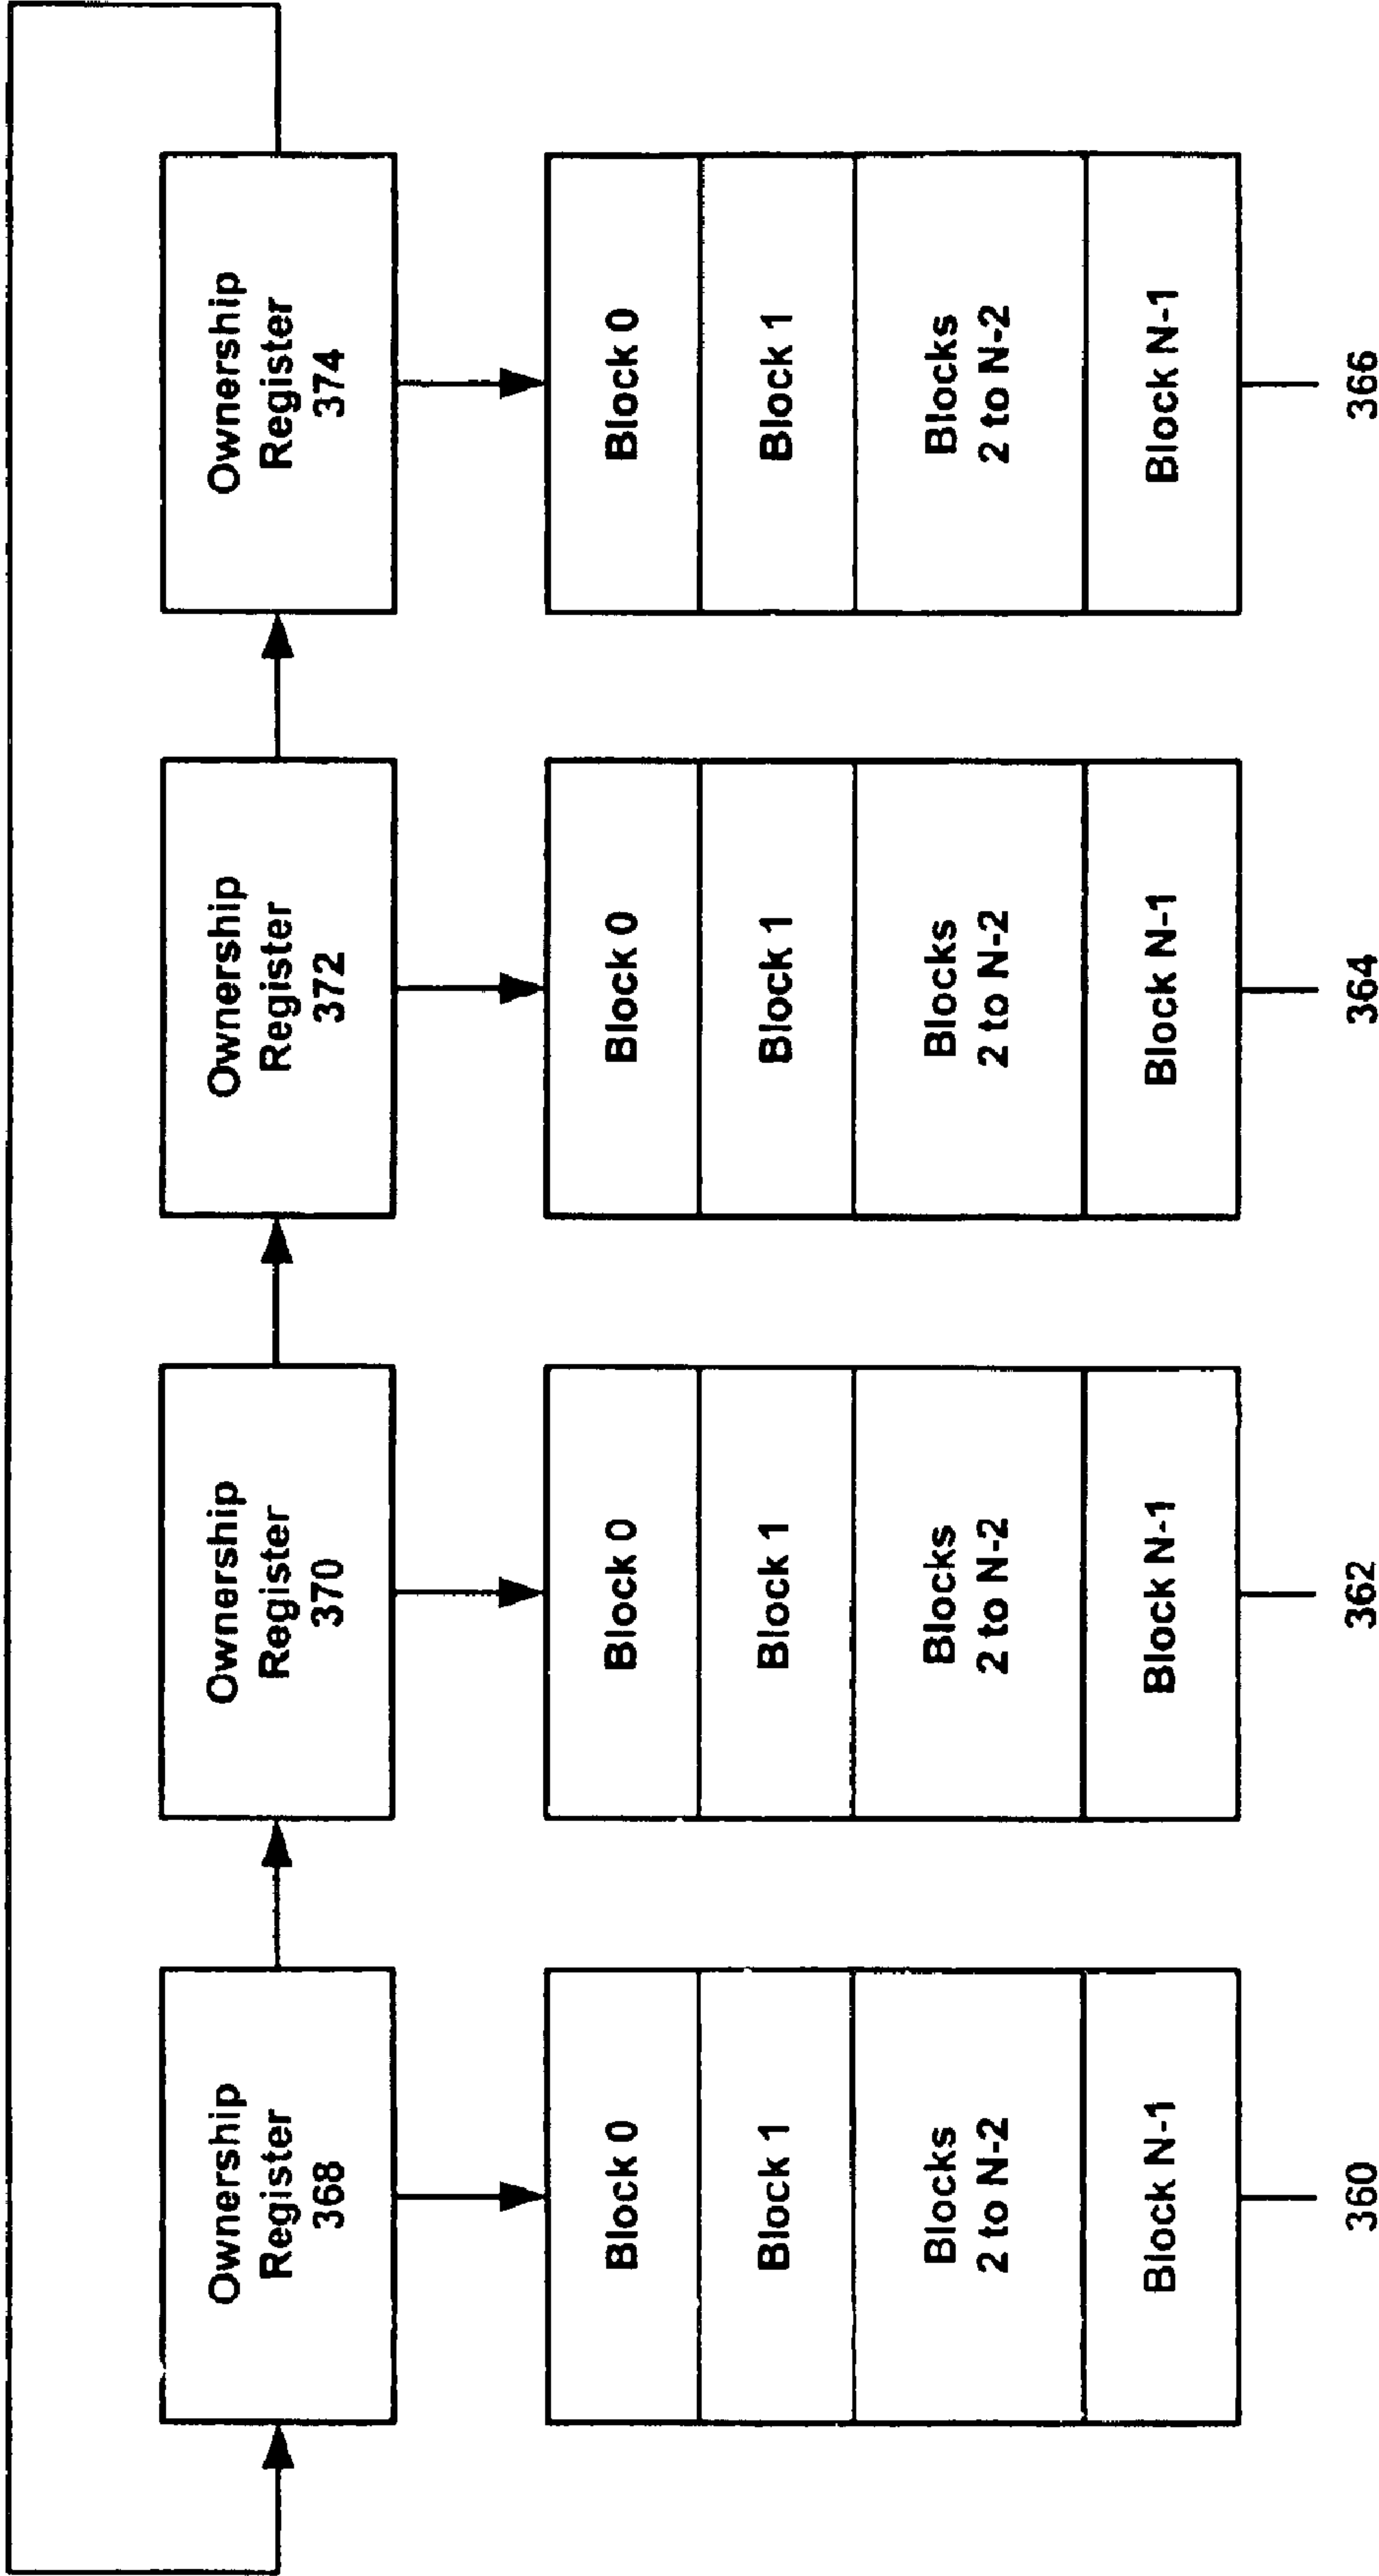 Ownership
Register
368
Ownership
Register
370
Ownership
Register
372
Ownership
Register
374
Block 0
Block 1
Blocks
2 to N-2
Block N-1
360
Block 0
Block 1
Blocks
2 to N-2
Block N-1
362
Block 0
Block 1
Blocks
2 to N-2
Block N-1
364
Block 0
Block 1
Blocks
2 to N-2
Block N-1
366